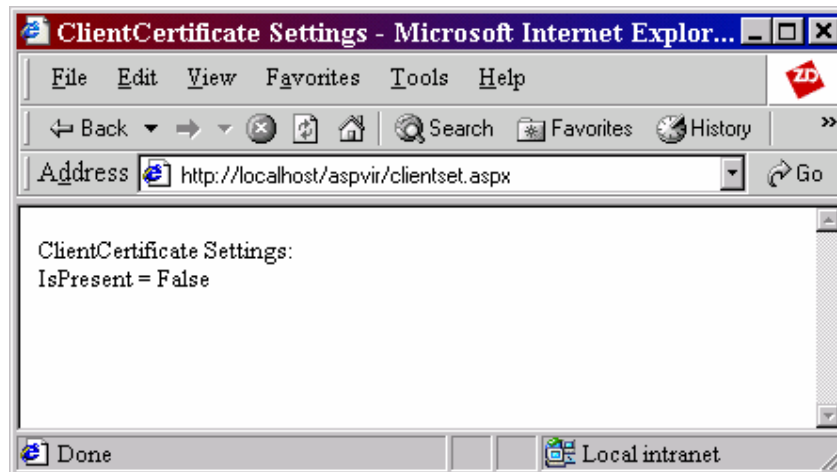 ClientCertificate Settings - Microsoft Internet Explor...
File Edit View Favorites Tools Help
ZD
Back Search Favorites History »
Address http://localhost/aspvir/clientset.aspx Go
ClientCertificate Settings:
IsPresent = False
Done Local intranet